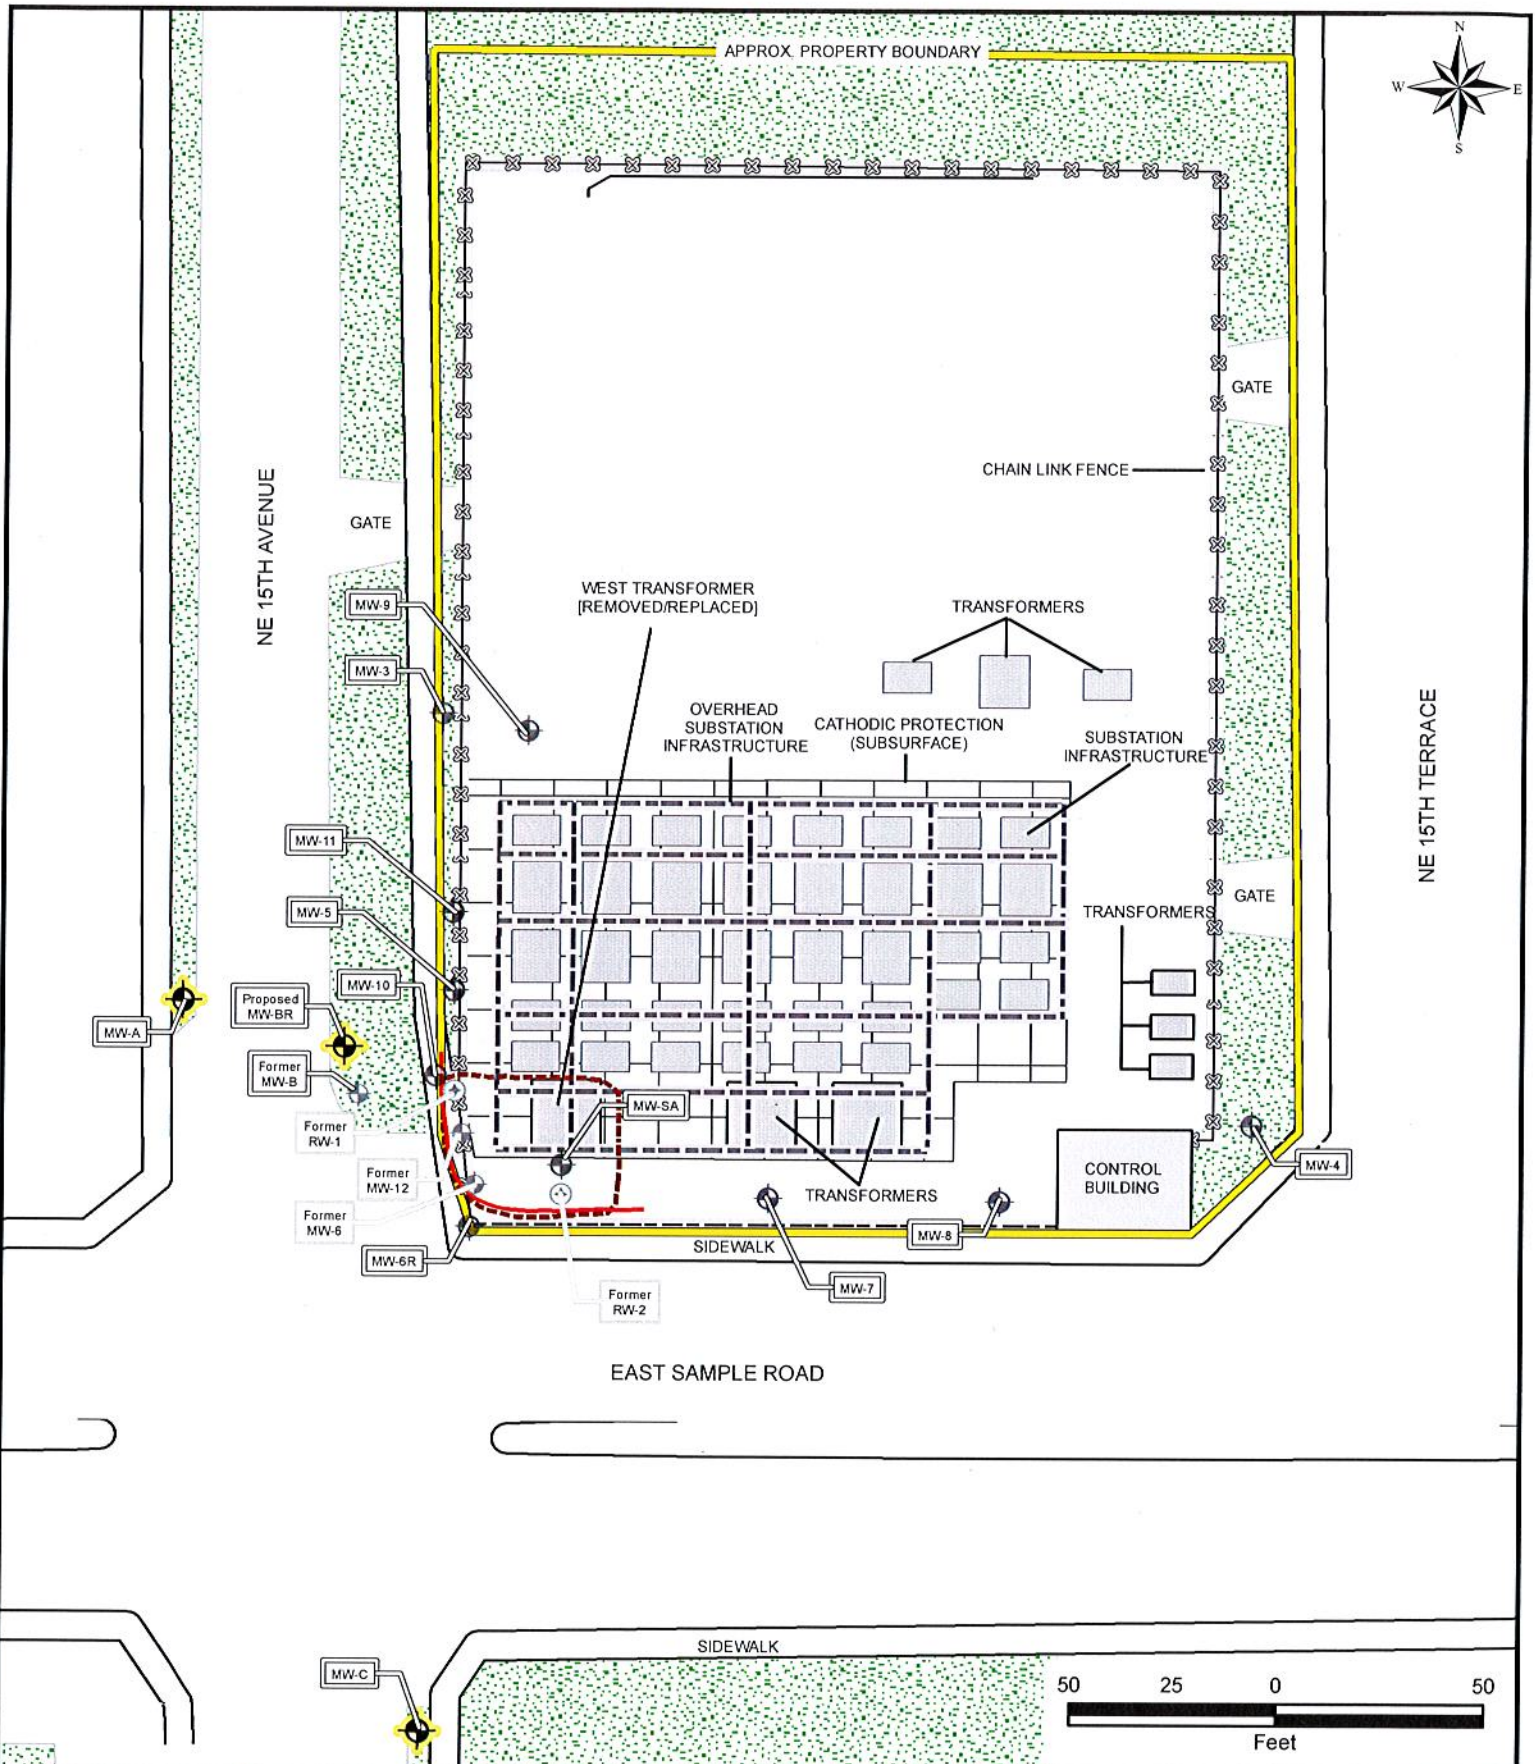 APPROX. PROPERTY BOUNDARY
N
W
E
S
GATE
CHAIN LINK FENCE
NE 15TH AVENUE
GATE
WEST TRANSFORMER
[REMOVED/REPLACED]
MW-9
TRANSFORMERS
MW-3
OVERHEAD
SUBSTATION
INFRASTRUCTURE
CATHODIC PROTECTION
(SUBSURFACE)
SUBSTATION
INFRASTRUCTURE
NE 15TH TERRACE
MW-11
MW-5
GATE
TRANSFORMERS
MW-10
Proposed
MW-BR
MW-A
Former
MW-B
MW-SA
Former
RW-1
Former
MW-12
CONTROL
BUILDING
MW-4
TRANSFORMERS
Former
MW-6
MW-8
SIDEWALK
MW-6R
MW-7
Former
RW-2
EAST SAMPLE ROAD
SIDEWALK
MW-C
50 25 0 50
Feet